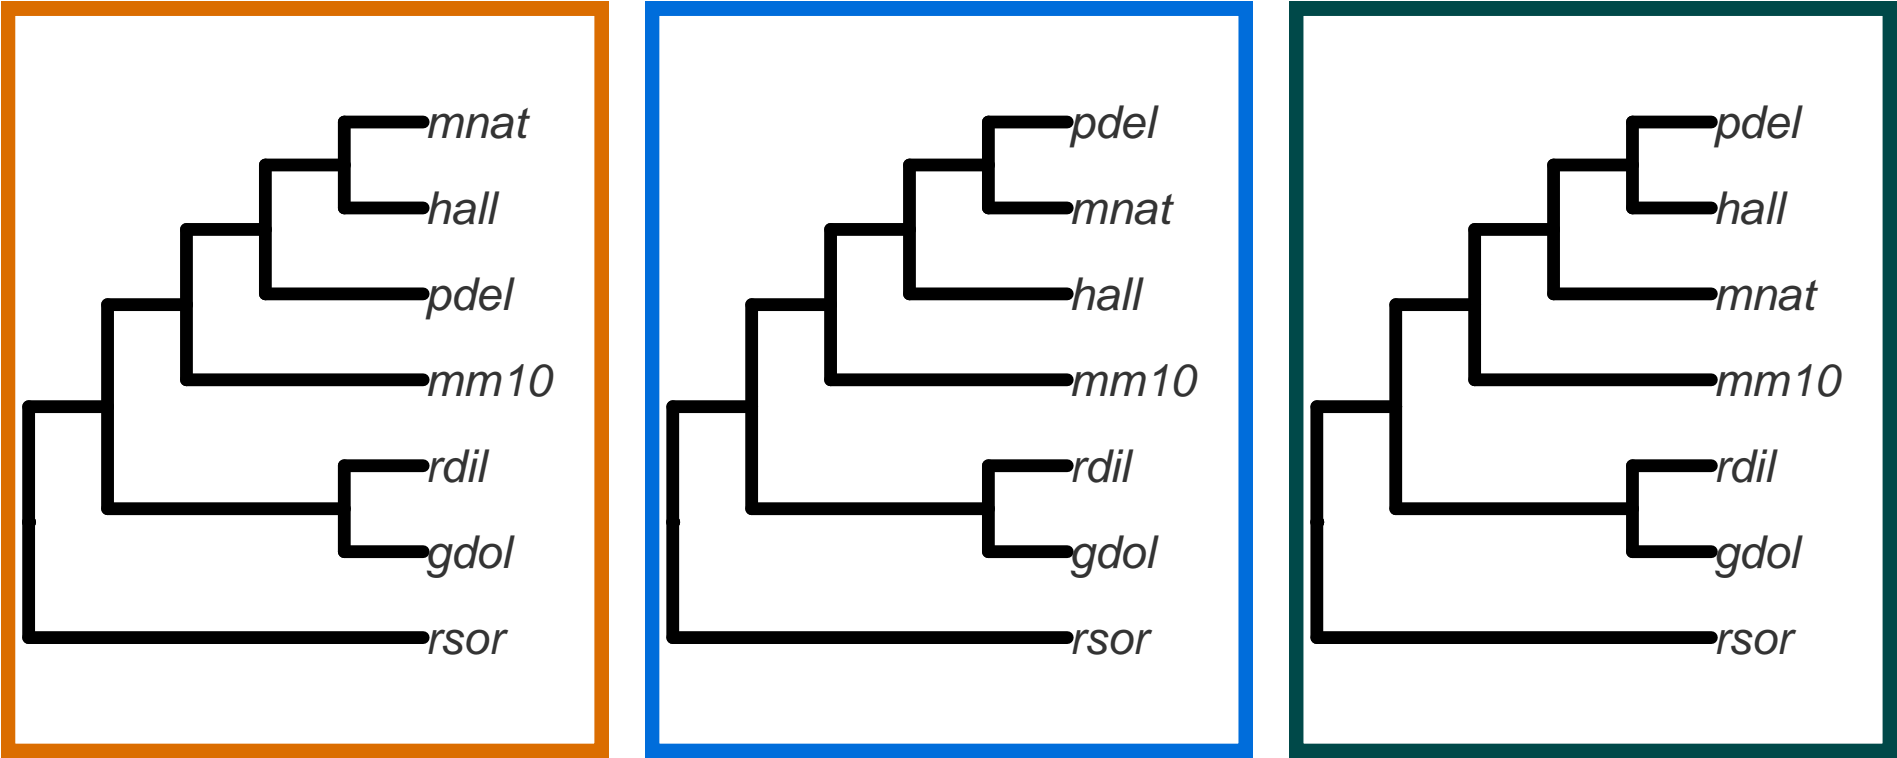 mnat
hall
pdel
mm10
rdil
gdol
rsor
pdel
mnat
hall
mm10
rdil
gdol
rsor
pdel
hall
mnat
mm10
rdil
gdol
rsor